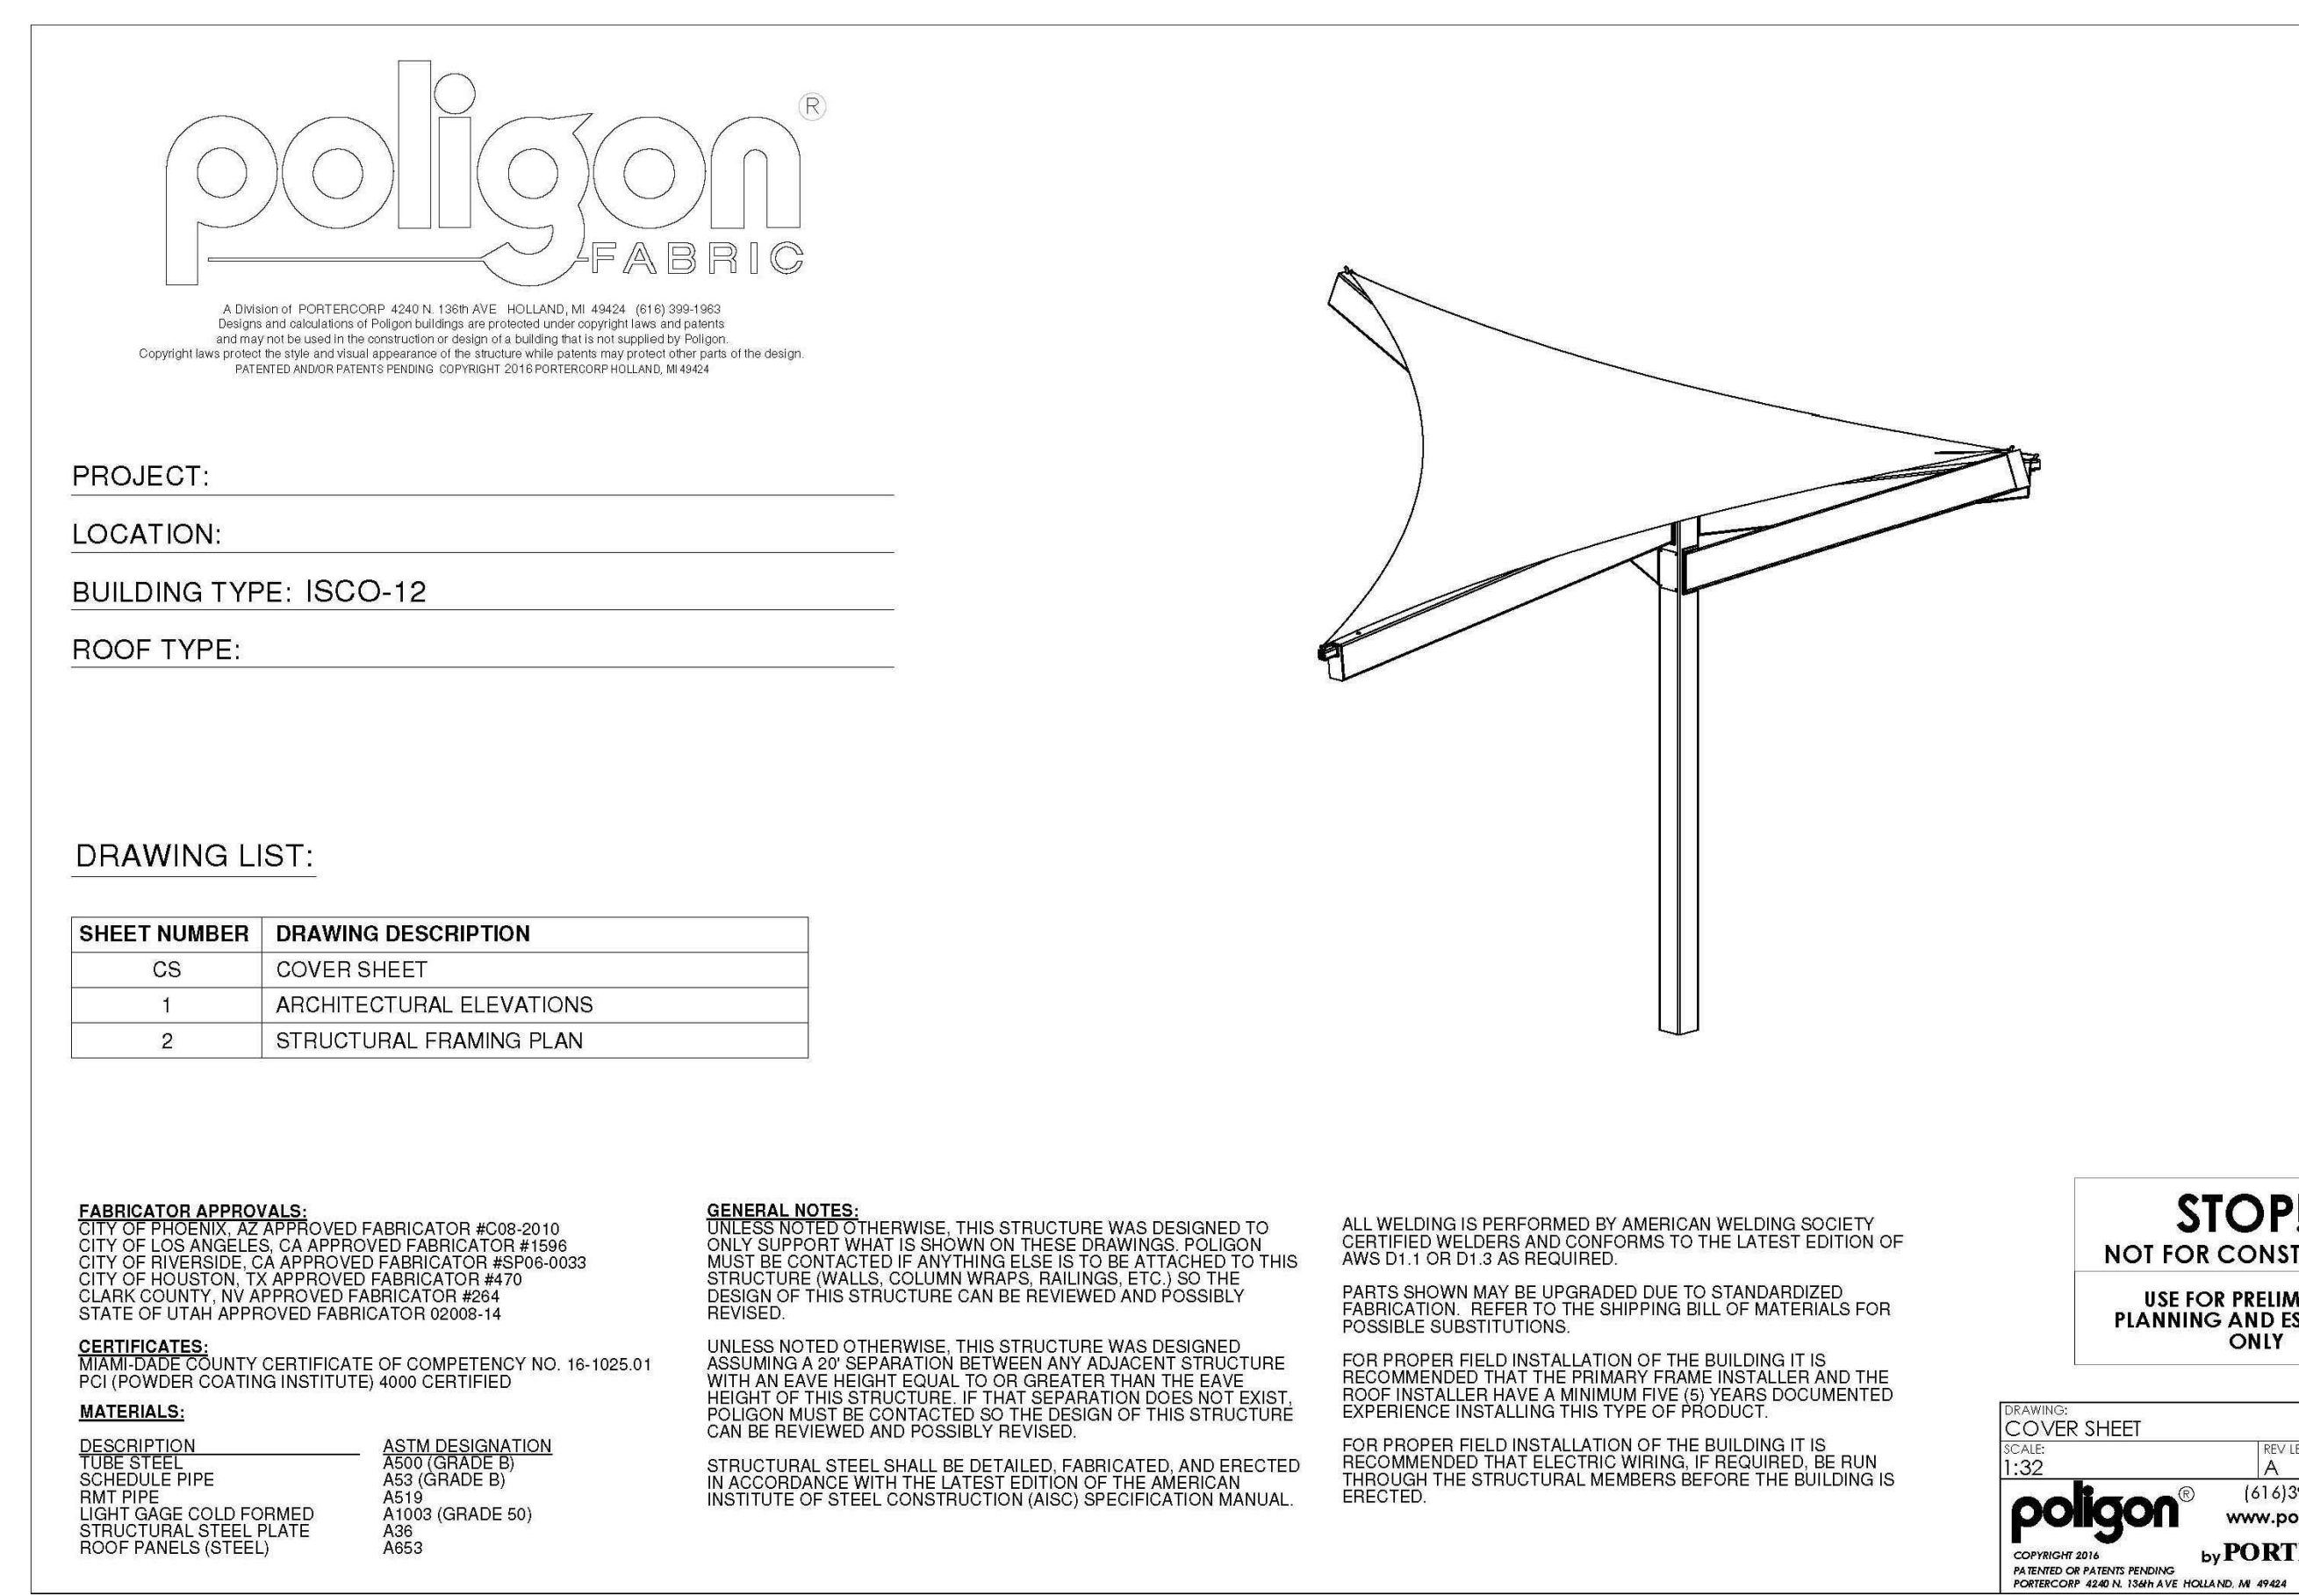 poligon®
FABRIC
A Division of PORTERCORP 4240 N. 136th AVE HOLLAND, MI 49424 (616) 399-1963
Designs and calculations of Poligon buildings are protected under copyright laws and patents
and may not be used in the construction or design of a building that is not supplied by Poligon.
Copyright laws protect the style and visual appearance of the structure while patents may protect other parts of the design.
PATENTED AND/OR PATENTS PENDING COPYRIGHT 2016 PORTERCORP HOLLAND, MI 49424
PROJECT:
LOCATION:
BUILDING TYPE: ISCO-12
ROOF TYPE:
DRAWING LIST:
SHEET NUMBER DRAWING DESCRIPTION
CS COVER SHEET
1 ARCHITECTURAL ELEVATIONS
2 STRUCTURAL FRAMING PLAN
FABRICATOR APPROVALS:
CITY OF PHOENIX, AZ APPROVED FABRICATOR #C08-2010
CITY OF LOS ANGELES, CA APPROVED FABRICATOR #1596
CITY OF RIVERSIDE, CA APPROVED FABRICATOR #SP06-0033
CITY OF HOUSTON, TX APPROVED FABRICATOR #470
CLARK COUNTY, NV APPROVED FABRICATOR #264
STATE OF UTAH APPROVED FABRICATOR 02008-14
CERTIFICATES:
MIAMI-DADE COUNTY CERTIFICATE OF COMPETENCY NO. 16-1025.01
PCI (POWDER COATING INSTITUTE) 4000 CERTIFIED
MATERIALS:
DESCRIPTION ASTM DESIGNATION
TUBE STEEL A500 (GRADE B)
SCHEDULE PIPE A53 (GRADE B)
RMT PIPE A519
LIGHT GAGE COLD FORMED A1003 (GRADE 50)
STRUCTURAL STEEL PLATE A36
ROOF PANELS (STEEL) A653
GENERAL NOTES:
UNLESS NOTED OTHERWISE, THIS STRUCTURE WAS DESIGNED TO
ONLY SUPPORT WHAT IS SHOWN ON THESE DRAWINGS. POLIGON
MUST BE CONTACTED IF ANYTHING ELSE IS TO BE ATTACHED TO THIS
STRUCTURE (WALLS, COLUMN WRAPS, RAILINGS, ETC.) SO THE
DESIGN OF THIS STRUCTURE CAN BE REVIEWED AND POSSIBLY
REVISED.
UNLESS NOTED OTHERWISE, THIS STRUCTURE WAS DESIGNED
ASSUMING A 20' SEPARATION BETWEEN ANY ADJACENT STRUCTURE
WITH AN EAVE HEIGHT EQUAL TO OR GREATER THAN THE EAVE
HEIGHT OF THIS STRUCTURE. IF THAT SEPARATION DOES NOT EXIST,
POLIGON MUST BE CONTACTED SO THE DESIGN OF THIS STRUCTURE
CAN BE REVIEWED AND POSSIBLY REVISED.
STRUCTURAL STEEL SHALL BE DETAILED, FABRICATED, AND ERECTED
IN ACCORDANCE WITH THE LATEST EDITION OF THE AMERICAN
INSTITUTE OF STEEL CONSTRUCTION (AISC) SPECIFICATION MANUAL.
ALL WELDING IS PERFORMED BY AMERICAN WELDING SOCIETY
CERTIFIED WELDERS AND CONFORMS TO THE LATEST EDITION OF
AWS D1.1 OR D1.3 AS REQUIRED.
PARTS SHOWN MAY BE UPGRADED DUE TO STANDARDIZED
FABRICATION. REFER TO THE SHIPPING BILL OF MATERIALS FOR
POSSIBLE SUBSTITUTIONS.
FOR PROPER FIELD INSTALLATION OF THE BUILDING IT IS
RECOMMENDED THAT THE PRIMARY FRAME INSTALLER AND THE
ROOF INSTALLER HAVE A MINIMUM FIVE (5) YEARS DOCUMENTED
EXPERIENCE INSTALLING THIS TYPE OF PRODUCT.
FOR PROPER FIELD INSTALLATION OF THE BUILDING IT IS
RECOMMENDED THAT ELECTRIC WIRING, IF REQUIRED, BE RUN
THROUGH THE STRUCTURAL MEMBERS BEFORE THE BUILDING IS
ERECTED.
STOP!
NOT FOR CONST
USE FOR PRELIM
PLANNING AND ES
ONLY
DRAWING:
COVER SHEET
SCALE: REV LE
1:32 A
poligon® (616)3
www.po
COPYRIGHT 2016 by PORT
PATENTED OR PATENTS PENDING
PORTERCORP 4240 N. 136th AVE HOLLAND, MI 49424